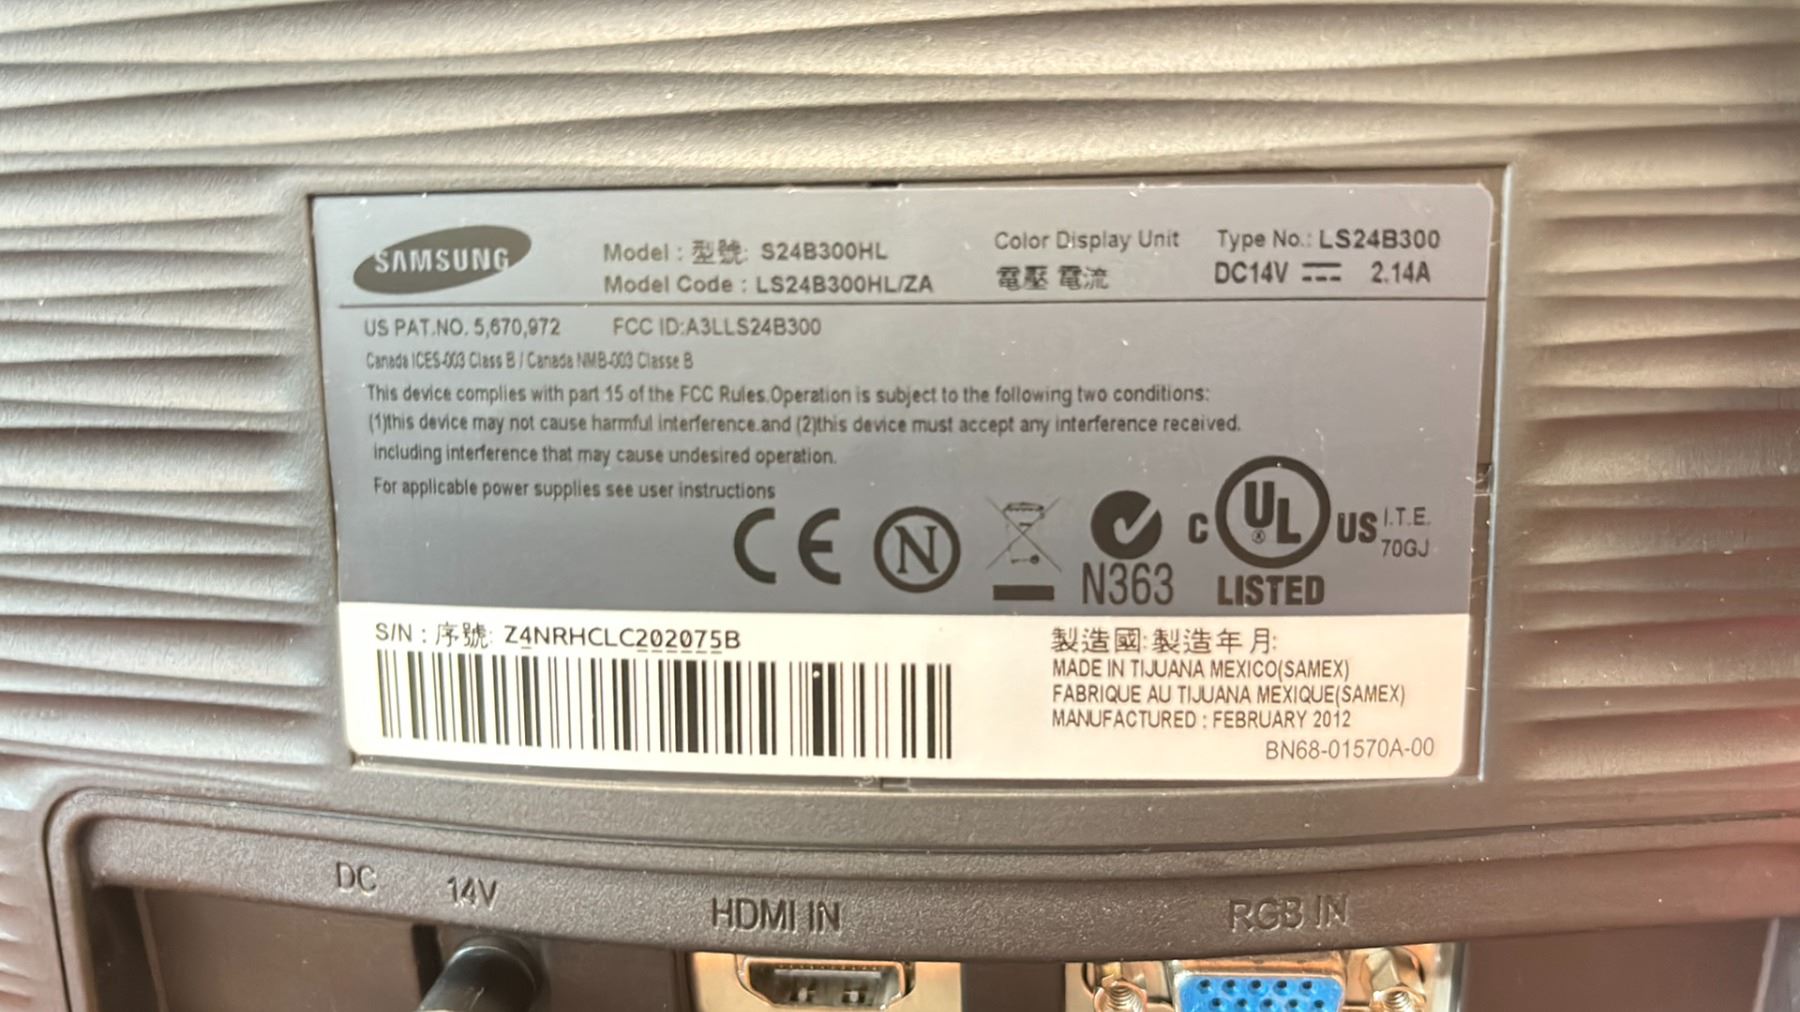 SAMSUNG
Model : 型號: S24B300HL
Model Code : LS24B300HL/ZA
Color Display Unit
電壓 電流
Type No.: LS24B300
DC14V 2.14A
US PAT.NO. 5,670,972 FCC ID:A3LLS24B300
Canada ICES-003 Class B / Canada NMB-003 Classe B
This device complies with part 15 of the FCC Rules.Operation is subject to the following two conditions:
(1)this device may not cause harmful interference.and (2)this device must accept any interference received.
including interference that may cause undesired operation.
For applicable power supplies see user instructions
CE
N
N363
C UL ® US
LISTED
I.T.E.
70GJ
S/N : 序號: Z4NRHCLC202075B
製造國: 製造年月:
MADE IN TIJUANA MEXICO(SAMEX)
FABRIQUE AU TIJUANA MEXIQUE(SAMEX)
MANUFACTURED : FEBRUARY 2012
BN68-01570A-00
DC 14V
HDMI IN
RGB IN